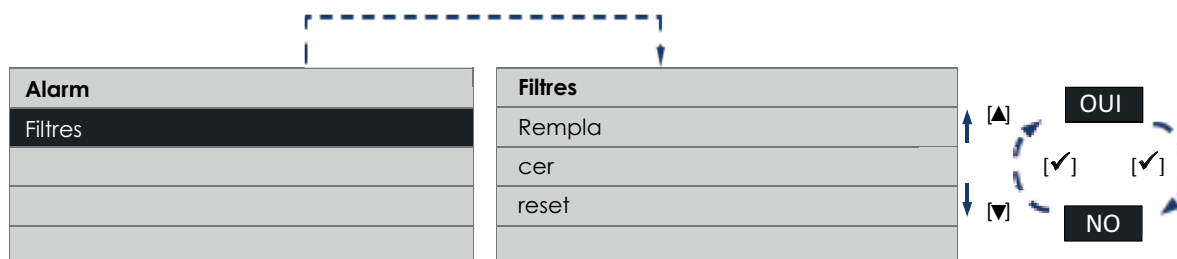 Alarm
Filtres
Filtres
Rempla
cer
reset
[▲]
[▼]
OUI
[✓] [✓]
NO